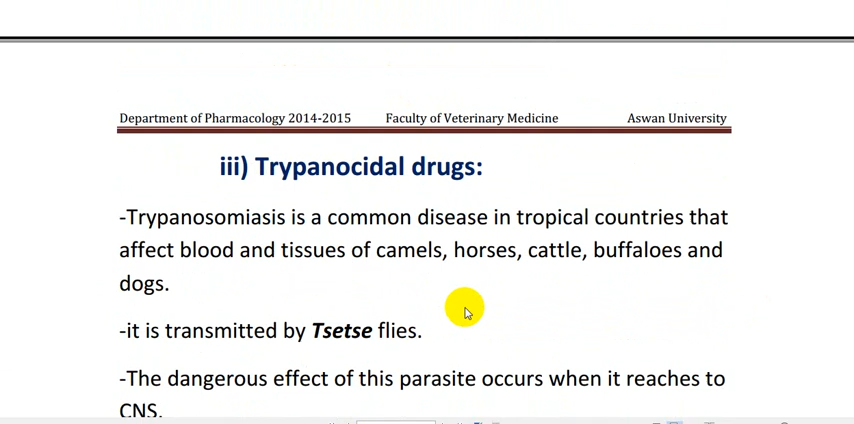 Department of Pharmacology 2014-2015 Faculty of Veterinary Medicine Aswan University
iii) Trypanocidal drugs:
-Trypanosomiasis is a common disease in tropical countries that
affect blood and tissues of camels, horses, cattle, buffaloes and
dogs.
-it is transmitted by Tsetse flies.
-The dangerous effect of this parasite occurs when it reaches to
CNS.